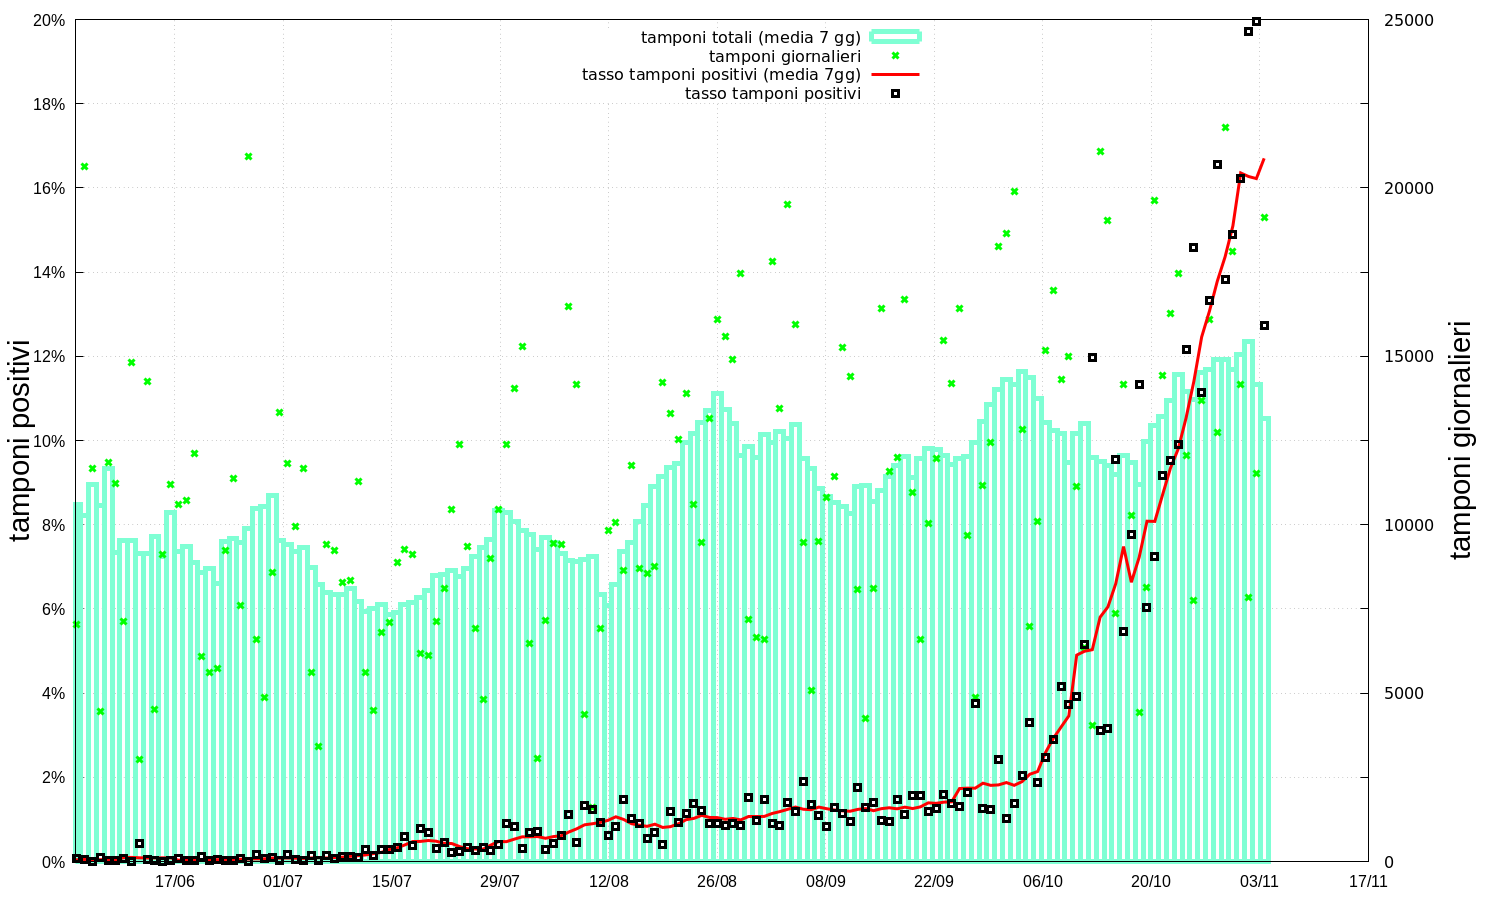 tamponi totali (media 7 gg)
tamponi giornalieri
tasso tamponi positivi (media 7gg)
tasso tamponi positivi
20%
18%
16%
14%
12%
10%
8%
6%
4%
2%
0%
tamponi positivi
25000
20000
15000
10000
5000
0
tamponi giornalieri
17/06 01/07 15/07 29/07 12/08 26/08 08/09 22/09 06/10 20/10 03/11 17/11